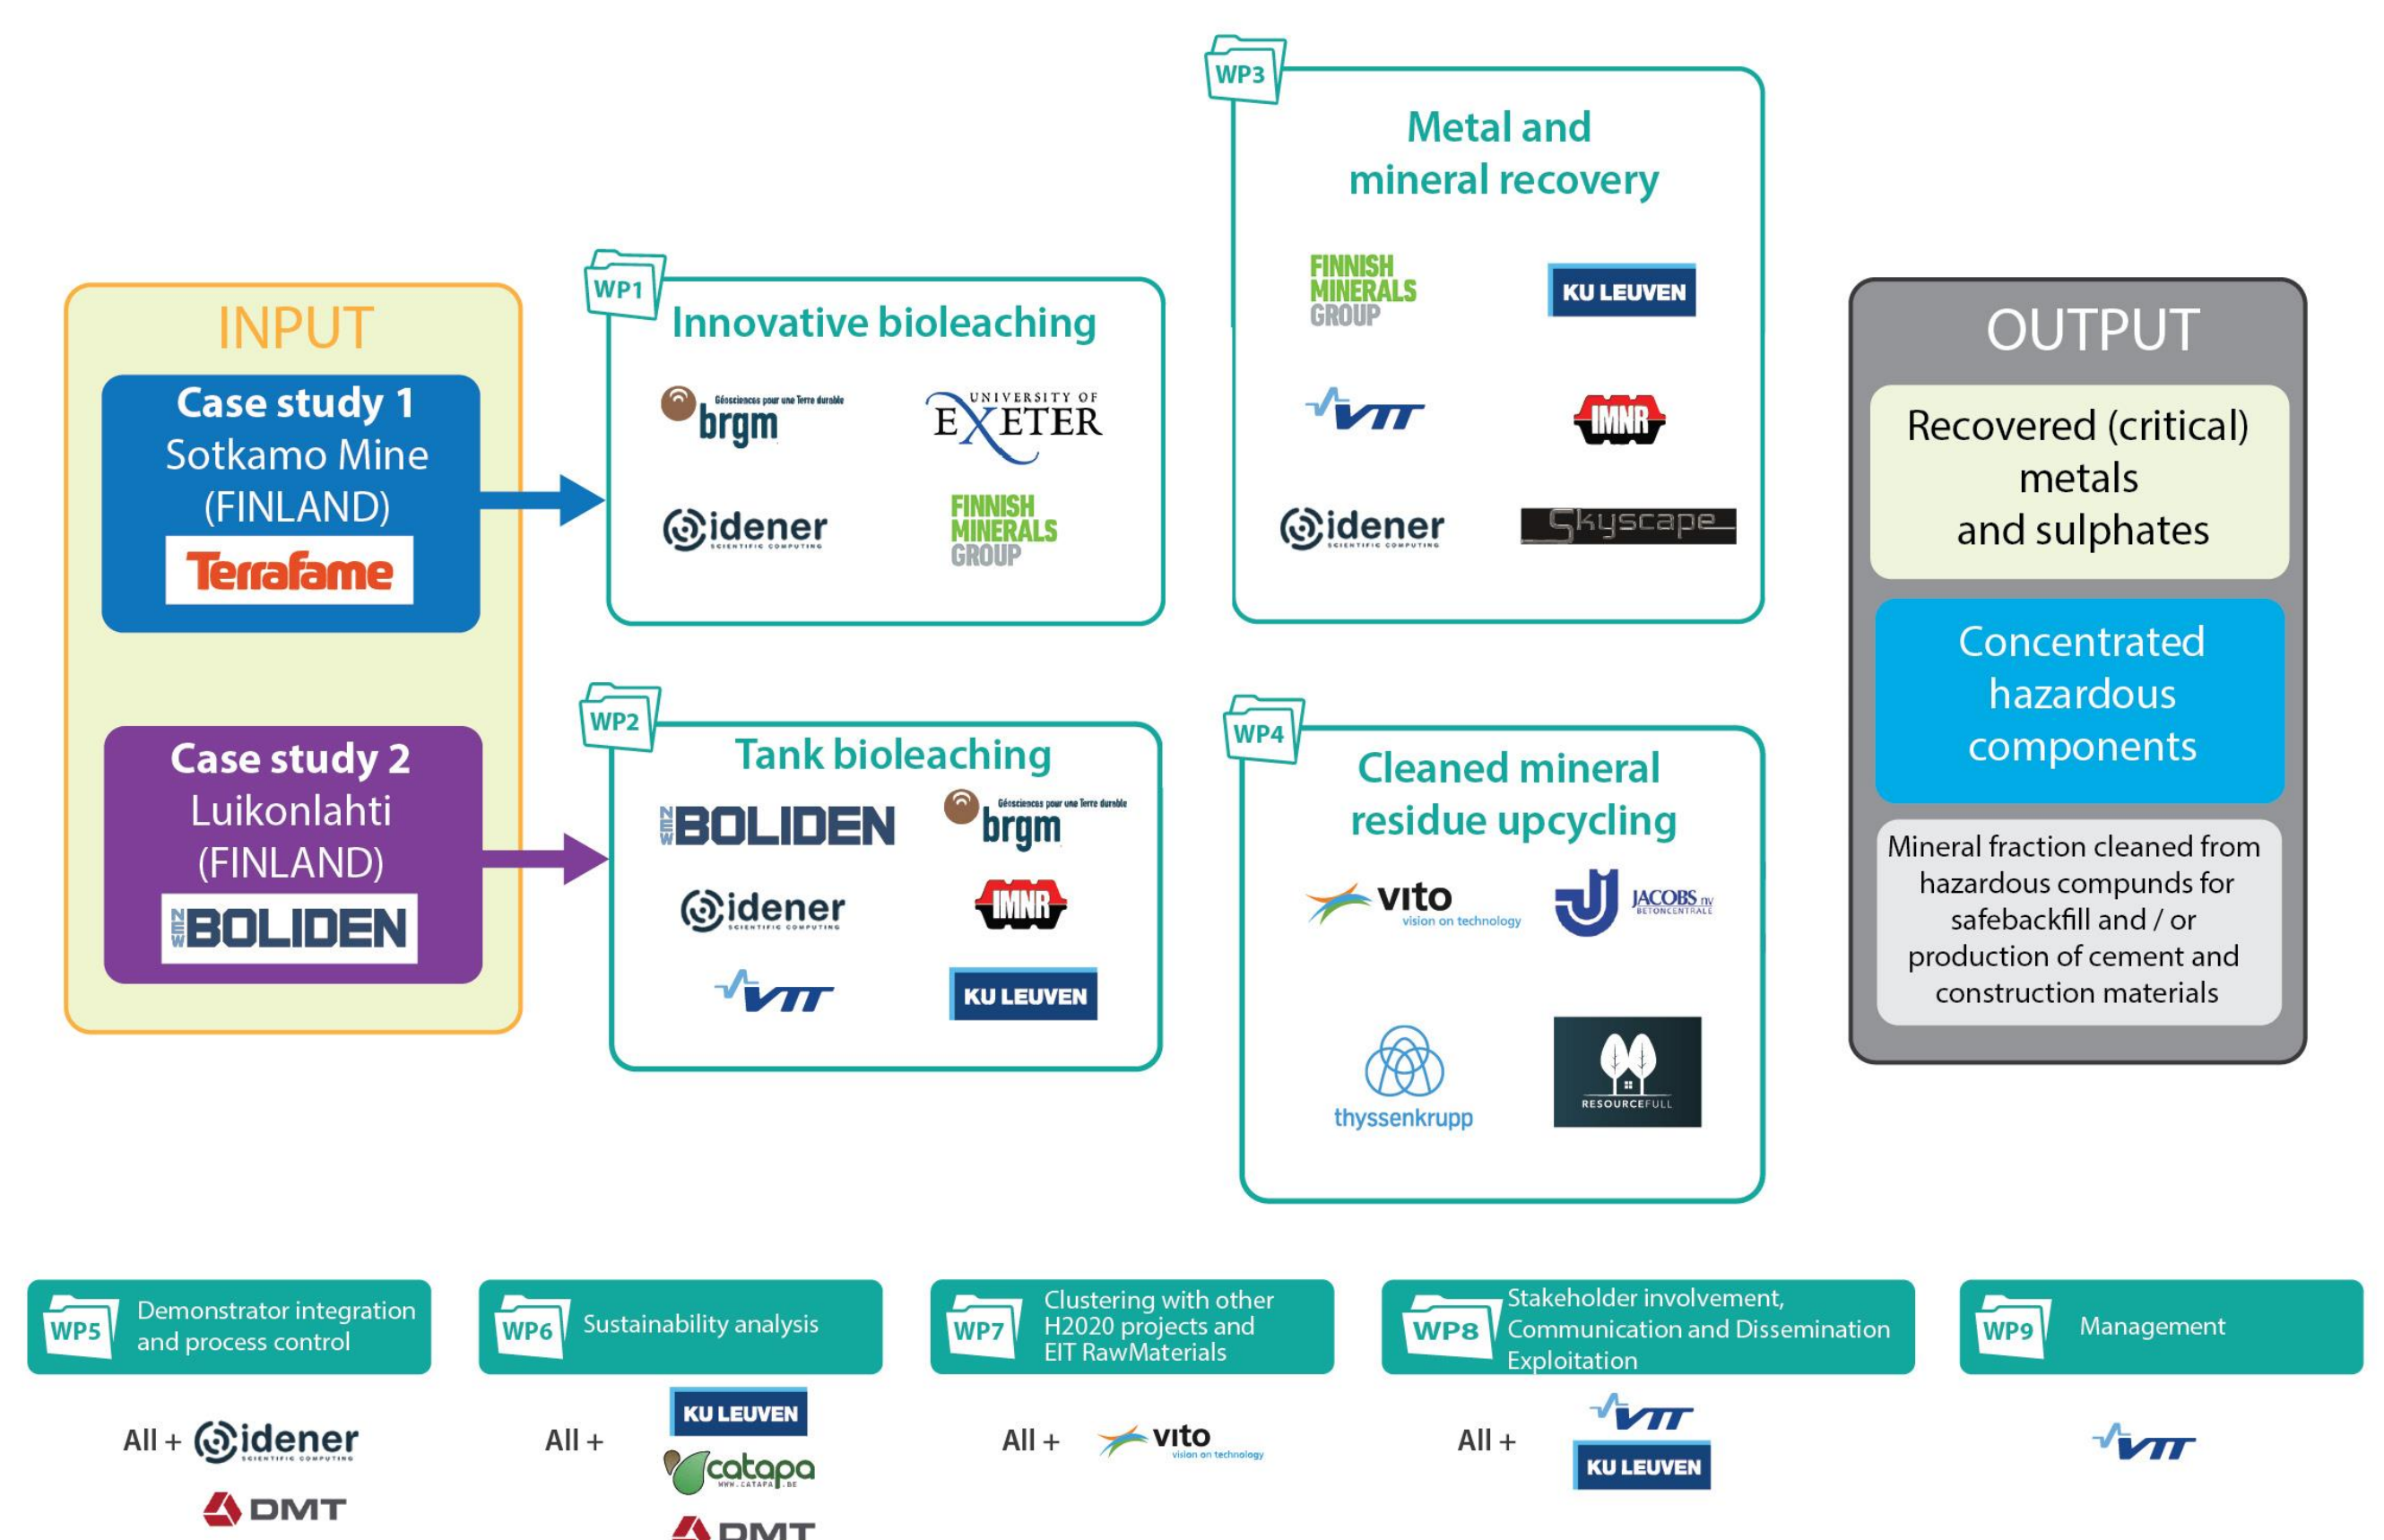 INPUT
Case study 1
Sotkamo Mine
(FINLAND)
Terrafame
Case study 2
Luikonlahti
(FINLAND)
NEW BOLIDEN
WP1
Innovative bioleaching
Géosciences pour une Terre durable
brgm
UNIVERSITY OF
EXETER
idener
SCIENTIFIC COMPUTING
FINNISH
MINERALS
GROUP
WP2
Tank bioleaching
NEW BOLIDEN
Géosciences pour une Terre durable
brgm
idener
SCIENTIFIC COMPUTING
IMNR
VTT
KU LEUVEN
WP3
Metal and
mineral recovery
FINNISH
MINERALS
GROUP
KU LEUVEN
VTT
IMNR
idener
SCIENTIFIC COMPUTING
Skyscape
WP4
Cleaned mineral
residue upcycling
vito
vision on technology
JACOBS nv
BETONCENTRALE
thyssenkrupp
RESOURCEFULL
OUTPUT
Recovered (critical)
metals
and sulphates
Concentrated
hazardous
components
Mineral fraction cleaned from
hazardous compunds for
safebackfill and / or
production of cement and
construction materials
WP5
Demonstrator integration
and process control
All +
idener
SCIENTIFIC COMPUTING
DMT
WP6
Sustainability analysis
All +
KU LEUVEN
catapa
WWW.CATAPA.BE
DMT
WP7
Clustering with other
H2020 projects and
EIT RawMaterials
All +
vito
vision on technology
WP8
Stakeholder involvement,
Communication and Dissemination
Exploitation
All +
VTT
KU LEUVEN
WP9
Management
VTT